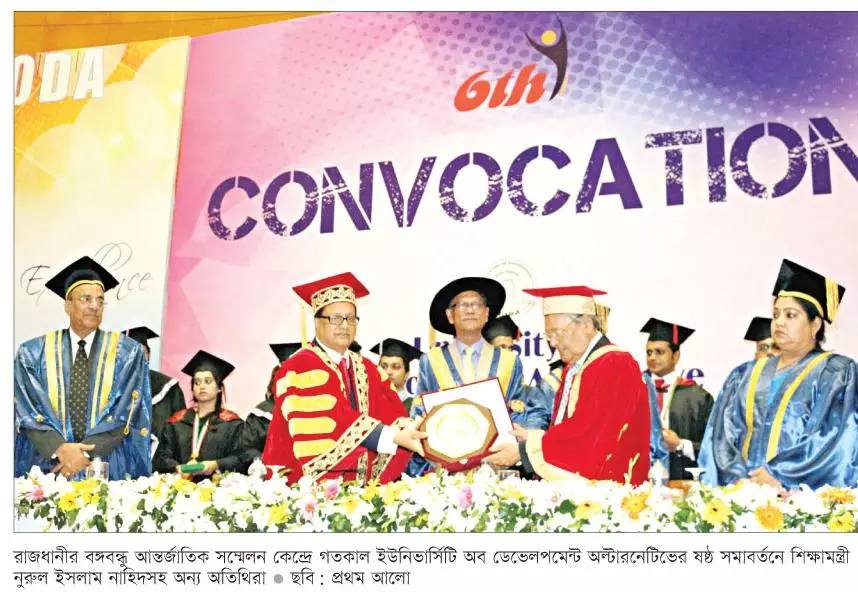 ODA
6th
CONVOCATION
Excellence
রাজধানীর বঙ্গবন্ধু আন্তর্জাতিক সম্মেলন কেন্দ্রে গতকাল ইউনিভার্সিটি অব ডেভেলপমেন্ট অল্টারনেটিভের ষষ্ঠ সমাবর্তনে শিক্ষামন্ত্রী
নুরুল ইসলাম নাহিদসহ অন্য অতিথিরা ● ছবি : প্রথম আলো